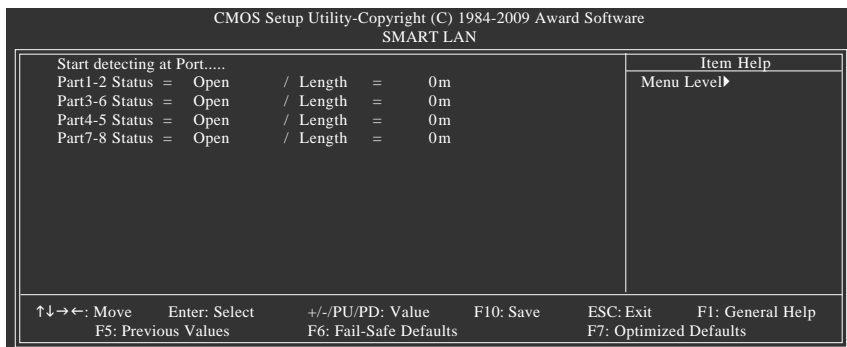 CMOS Setup Utility-Copyright (C) 1984-2009 Award Software
SMART LAN
Start detecting at Port.....
Part1-2 Status = Open / Length = 0m
Part3-6 Status = Open / Length = 0m
Part4-5 Status = Open / Length = 0m
Part7-8 Status = Open / Length = 0m
Item Help
Menu Level▶
↑↓→←: Move Enter: Select +/-/PU/PD: Value F10: Save ESC: Exit F1: General Help
F5: Previous Values F6: Fail-Safe Defaults F7: Optimized Defaults